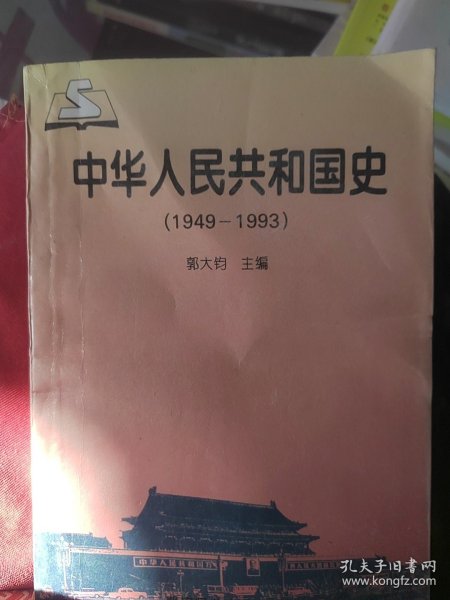 S
中华人民共和国史
(1949-1993)
郭大钧 主编
中华人民共和国万
孔夫子旧书网
www.kongfz.com